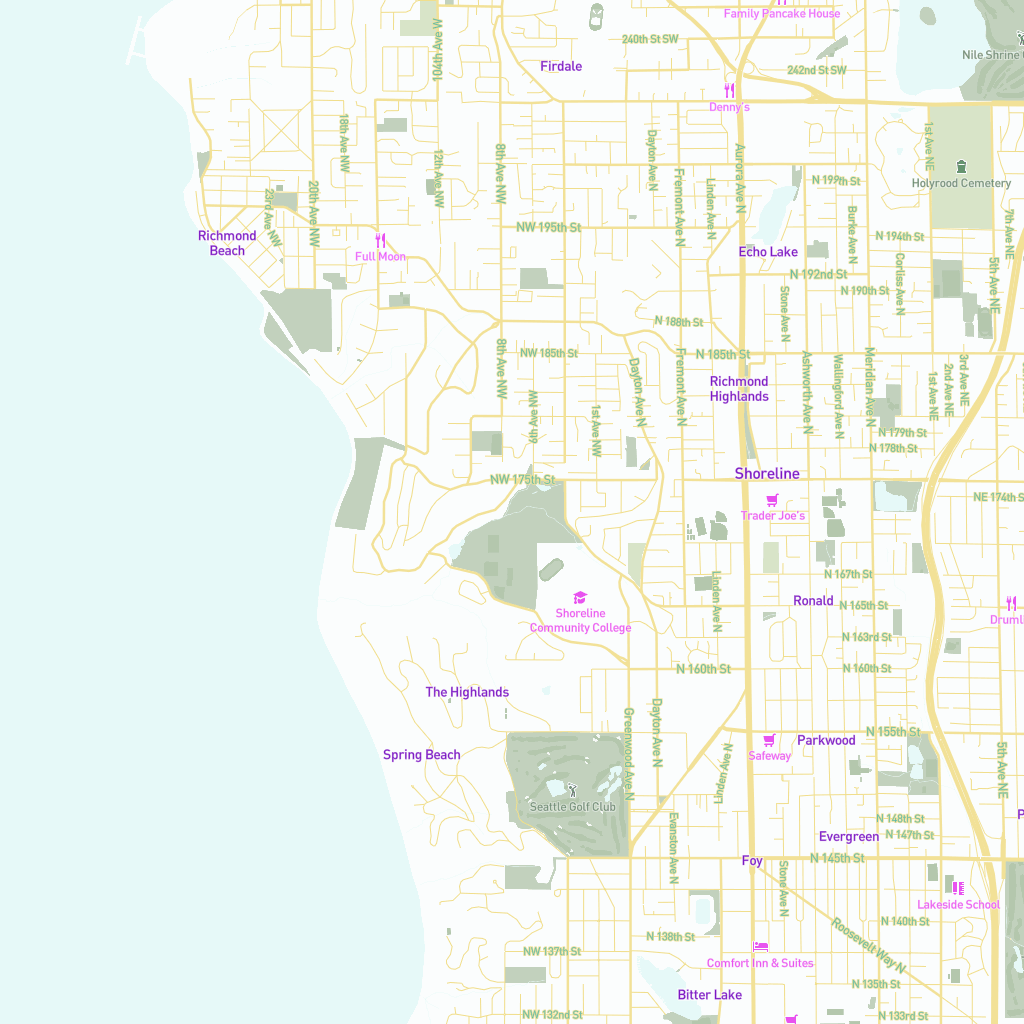 Family Pancake House
240th St SW
104th Ave W
Nile Shrine
Firdale
242nd St SW
Denny's
18th Ave NW
12th Ave NW
8th Ave NW
Dayton Ave N
Aurora Ave N
1st Ave NE
Fremont Ave N
Linden Ave N
N 199th St
Holyrood Cemetery
20th Ave NW
23rd Ave NW
Burke Ave N
7th Ave NE
NW 195th St
N 194th St
Richmond
Beach
Full Moon
Echo Lake
N 192nd St
Corliss Ave N
5th Ave NE
N 190th St
Stone Ave N
N 188th St
8th Ave NW
NW 185th St
N 185th St
Dayton Ave N
Fremont Ave N
Ashworth Ave N
Wallingford Ave N
Meridian Ave N
3rd Ave NE
2nd Ave NE
1st Ave NE
Richmond
Highlands
6th Ave NW
1st Ave NW
N 179th St
N 178th St
Shoreline
NW 175th St
NE 174th St
Trader Joe's
Linden Ave N
N 167th St
Shoreline
Community College
Ronald
N 165th St
N 163rd St
N 160th St
N 160th St
The Highlands
Greenwood Ave N
Dayton Ave N
N 155th St
Parkwood
Spring Beach
Safeway
Linden Ave N
5th Ave NE
Seattle Golf Club
Evanston Ave N
N 148th St
Evergreen
N 147th St
Foy
N 145th St
Stone Ave N
Lakeside School
N 140th St
Roosevelt Way N
N 138th St
NW 137th St
Comfort Inn & Suites
N 135th St
Bitter Lake
NW 132nd St
N 133rd St